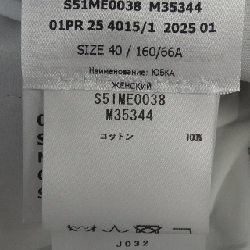 S51ME0038 M35344
01PR 25 4015/1 2025 01
SIZE 40 / 160/66A
Наименование: ЮБКА
ЖЕНСКИЙ
S51ME0038
M35344
コットン 100%
J032